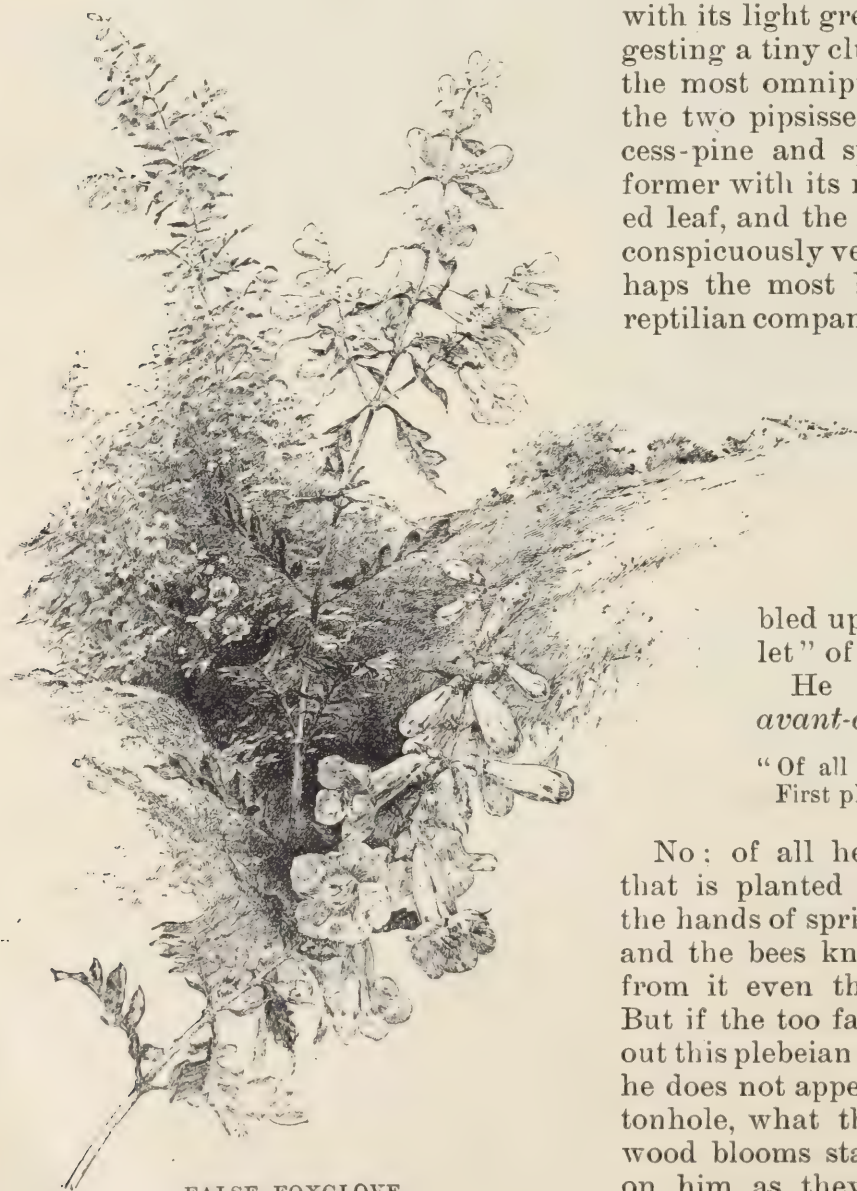 with its light gre
gesting a tiny cl
the most omnip
the two pipsisse
cess-pine and s
former with its
ed leaf, and the
conspicuously ve
haps the most
reptilian compan
bled up
let" of
He
avant-
"Of all
First pl
No: of all he
that is planted
the hands of spri
and the bees kn
from it even th
But if the too fa
out this plebeian
he does not appe
tonhole, what th
wood blooms sta
on him as they
FALSE FOXGLOVE